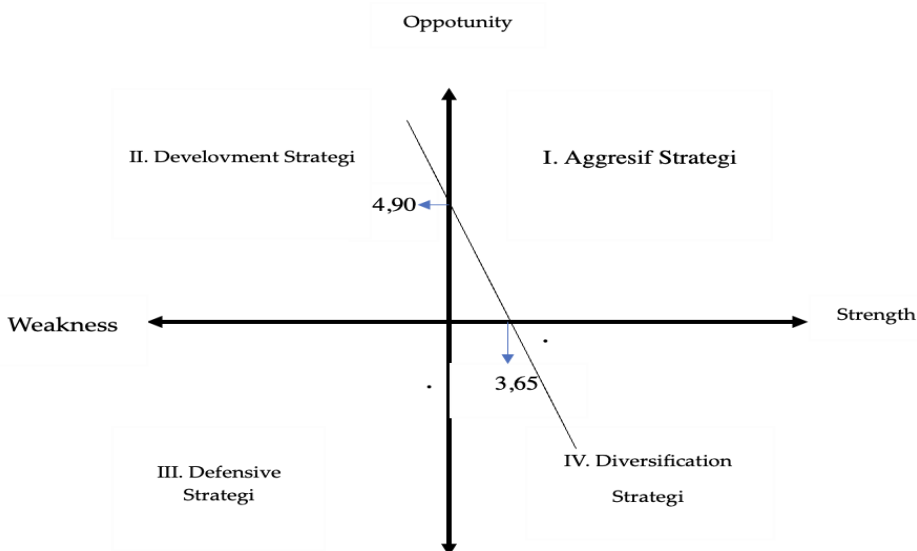 Oppotunity
II. Develovment Strategi
I. Aggresif Strategi
4,90
Weakness
Strength
3,65
III. Defensive
Strategi
IV. Diversification
Strategi